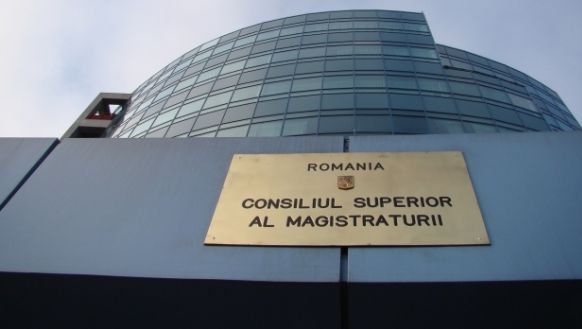 ROMANIA
CONSILIUL SUPERIOR
AL MAGISTRATURII